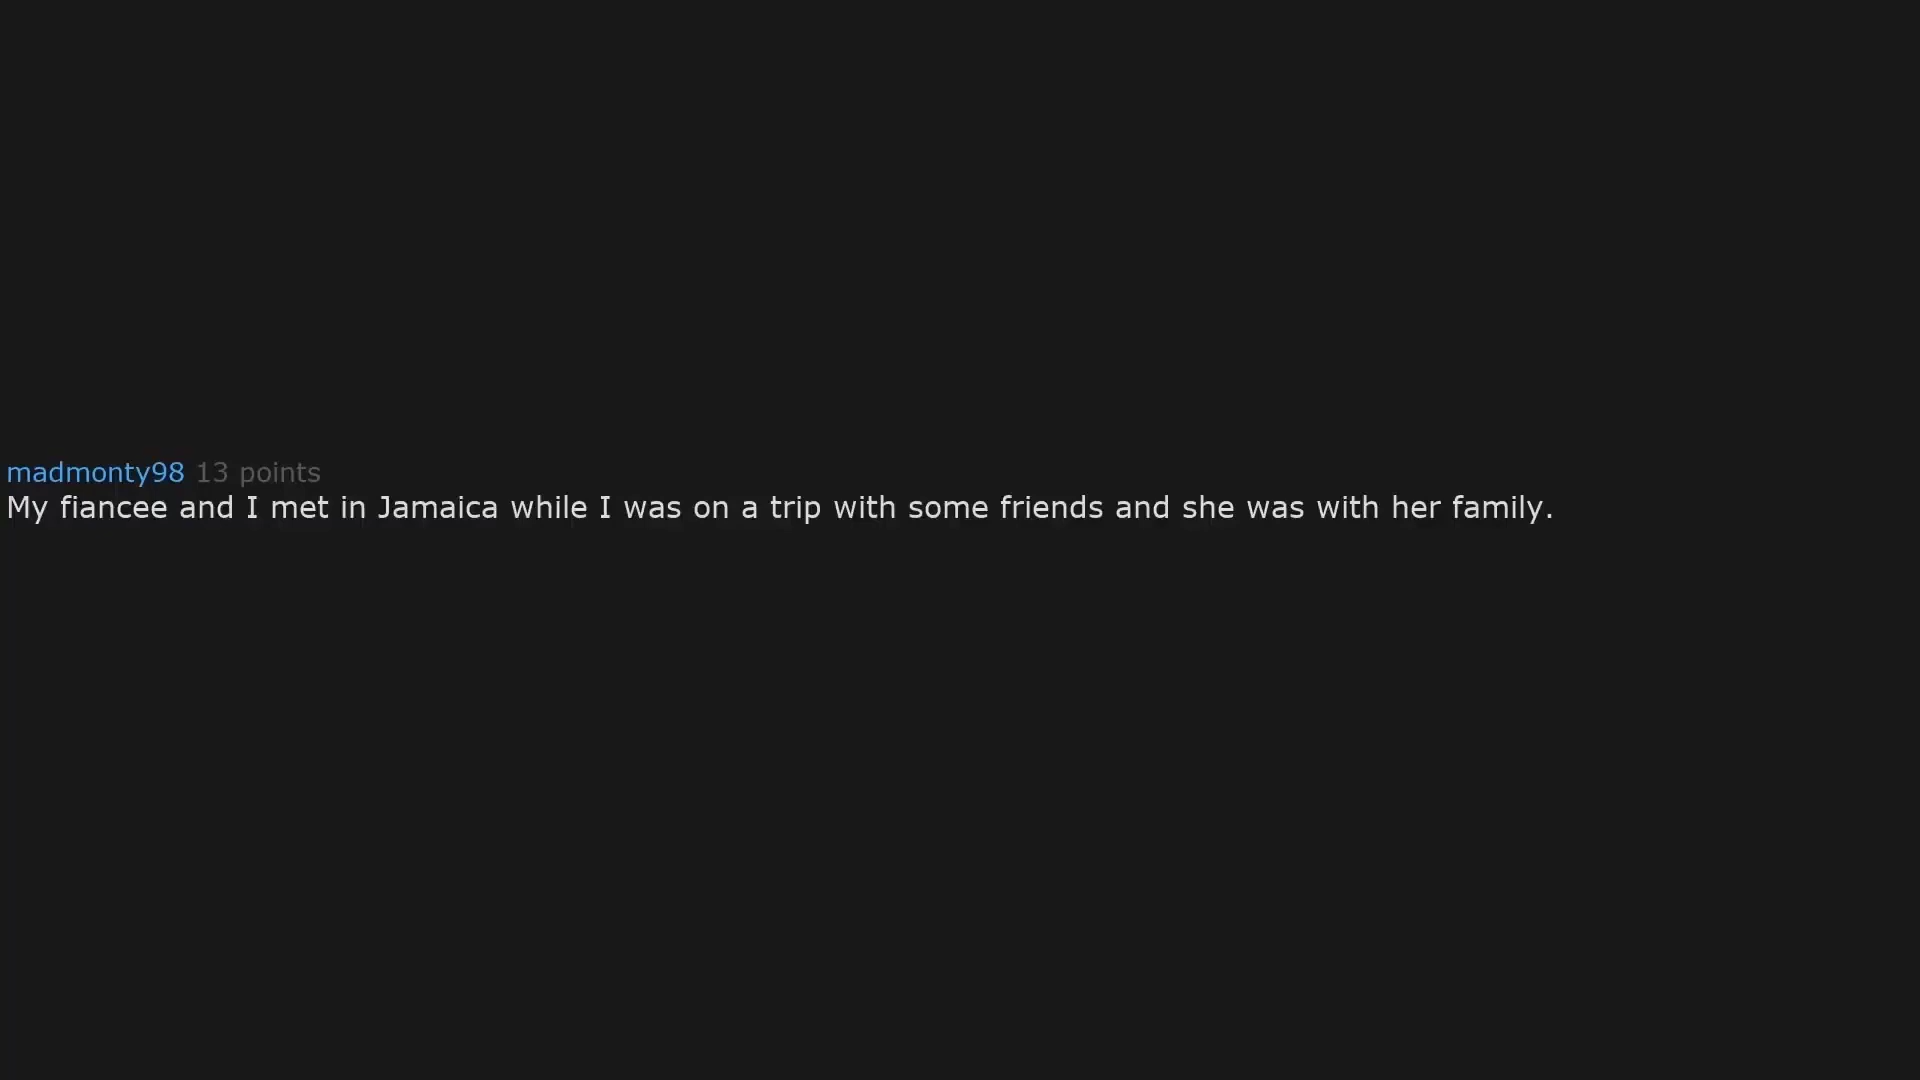 madmonty98 13 points
My fiancee and I met in Jamaica while I was on a trip with some friends and she was with her family.